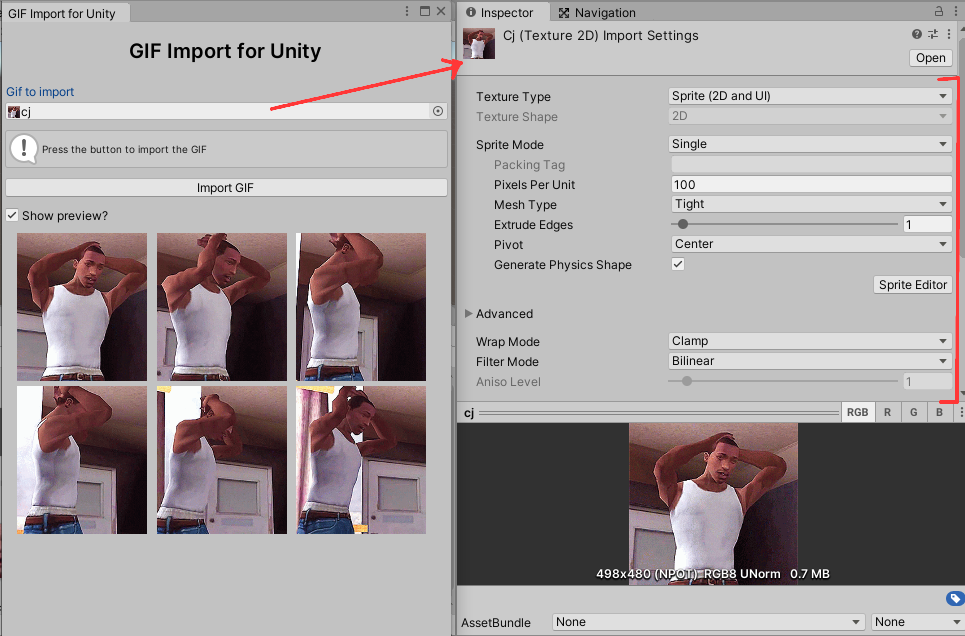 GIF Import for Unity
GIF Import for Unity
Gif to import
cj
Press the button to import the GIF
Import GIF
Show preview?
Inspector
Navigation
Cj (Texture 2D) Import Settings
Open
Texture Type Sprite (2D and UI)
Texture Shape 2D
Sprite Mode Single
Packing Tag
Pixels Per Unit 100
Mesh Type Tight
Extrude Edges 1
Pivot Center
Generate Physics Shape
Sprite Editor
Advanced
Wrap Mode Clamp
Filter Mode Bilinear
Aniso Level 1
cj RGB R G B
498x480 (NPOT) RGB8 UNorm 0.7 MB
AssetBundle None None